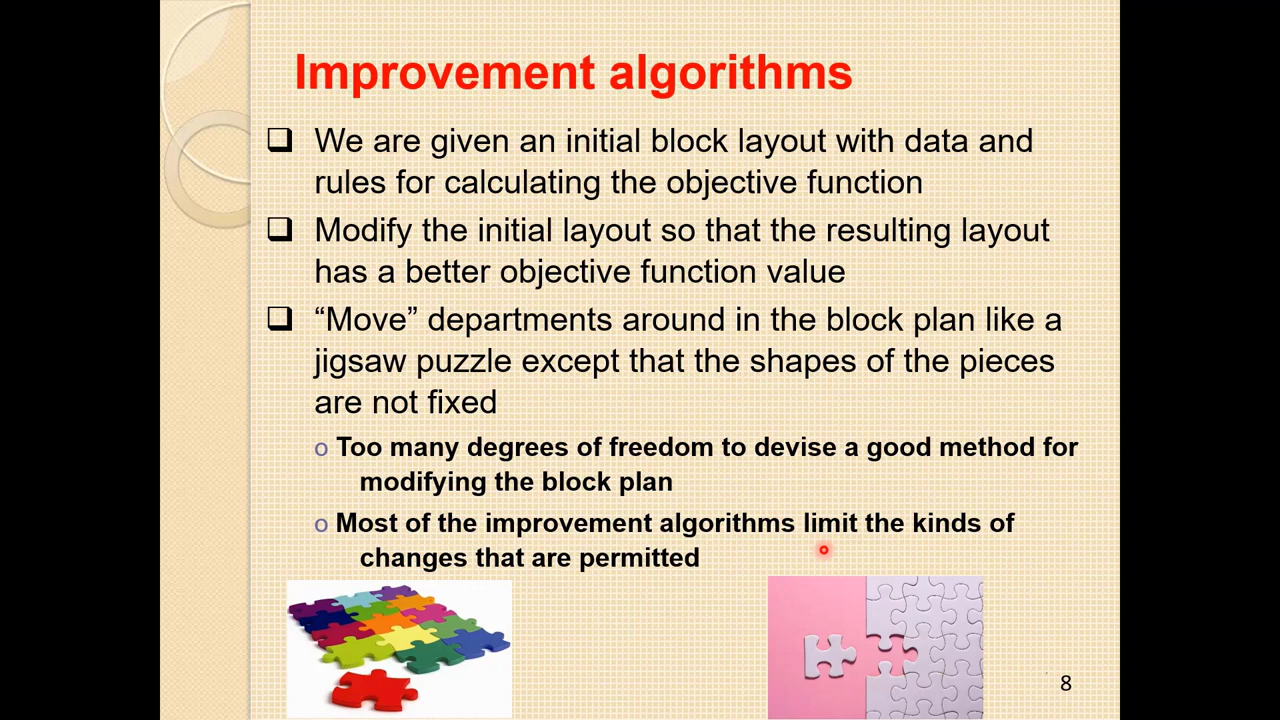 Improvement algorithms
❑ We are given an initial block layout with data and
rules for calculating the objective function
❑ Modify the initial layout so that the resulting layout
has a better objective function value
❑ “Move” departments around in the block plan like a
jigsaw puzzle except that the shapes of the pieces
are not fixed
o Too many degrees of freedom to devise a good method for
modifying the block plan
o Most of the improvement algorithms limit the kinds of
changes that are permitted
8